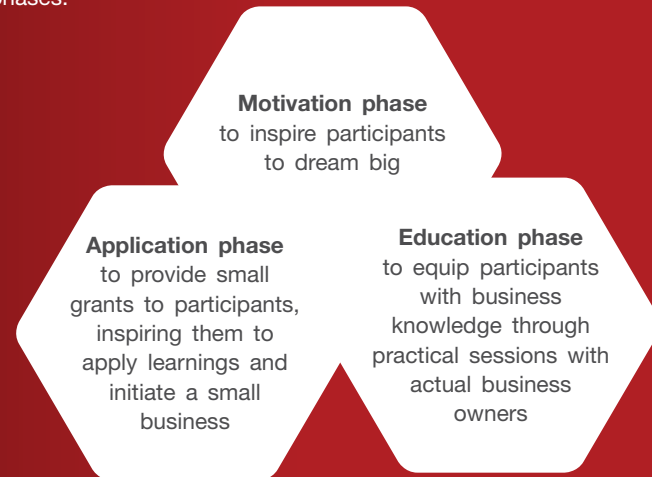 phases:
Motivation phase
to inspire participants
to dream big
Application phase
to provide small
grants to participants,
inspiring them to
apply learnings and
initiate a small
business
Education phase
to equip participants
with business
knowledge through
practical sessions with
actual business
owners